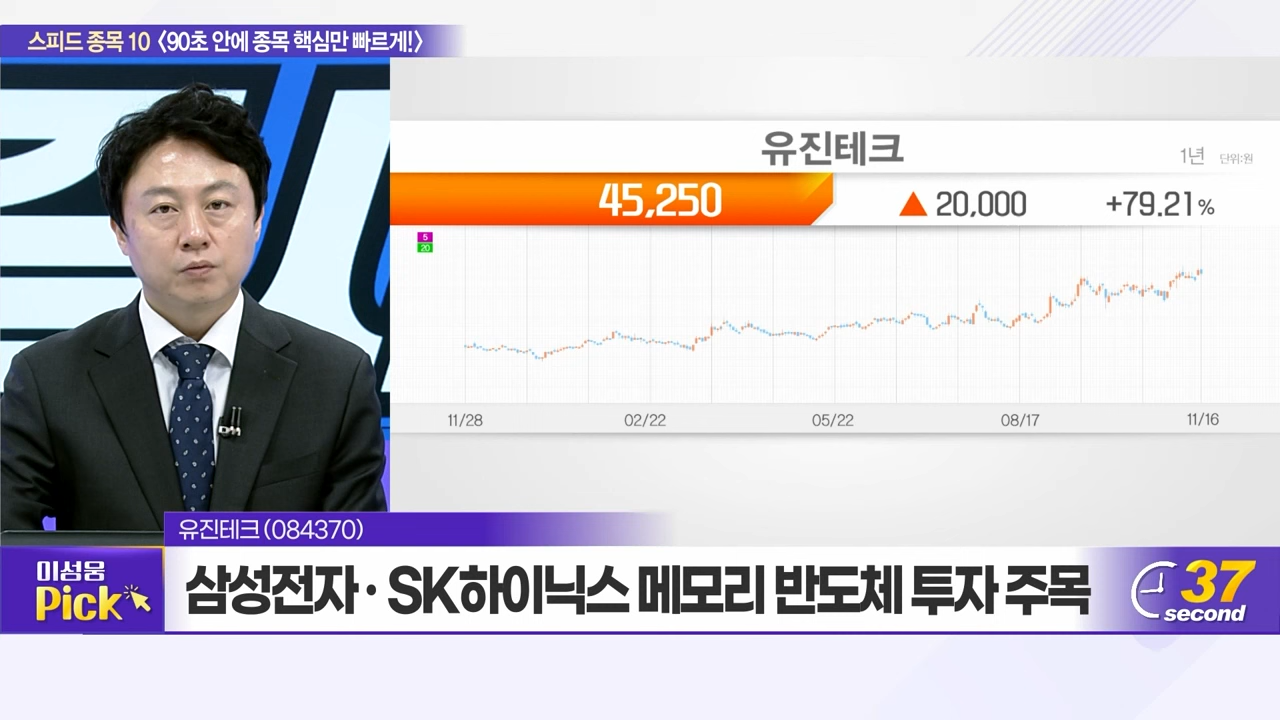 스피드 종목 10 <90초 안에 종목 핵심만 빠르게!>
유진테크
1년 단위:원
45,250 ▲ 20,000 +79.21%
5
20
11/28 02/22 05/22 08/17 11/16
유진테크(084370)
이성웅
Pick
삼성전자· SK하이닉스 메모리 반도체 투자 주목
37
second